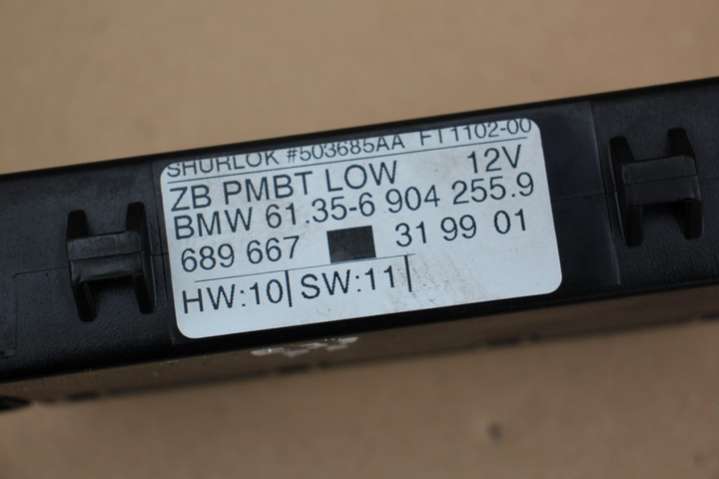 SHURLOK #503685AA FT1102-00
ZB PMBT LOW 12V
BMW 61.35-6 904 255.9
689 667 31 99 01
HW:10 SW:11